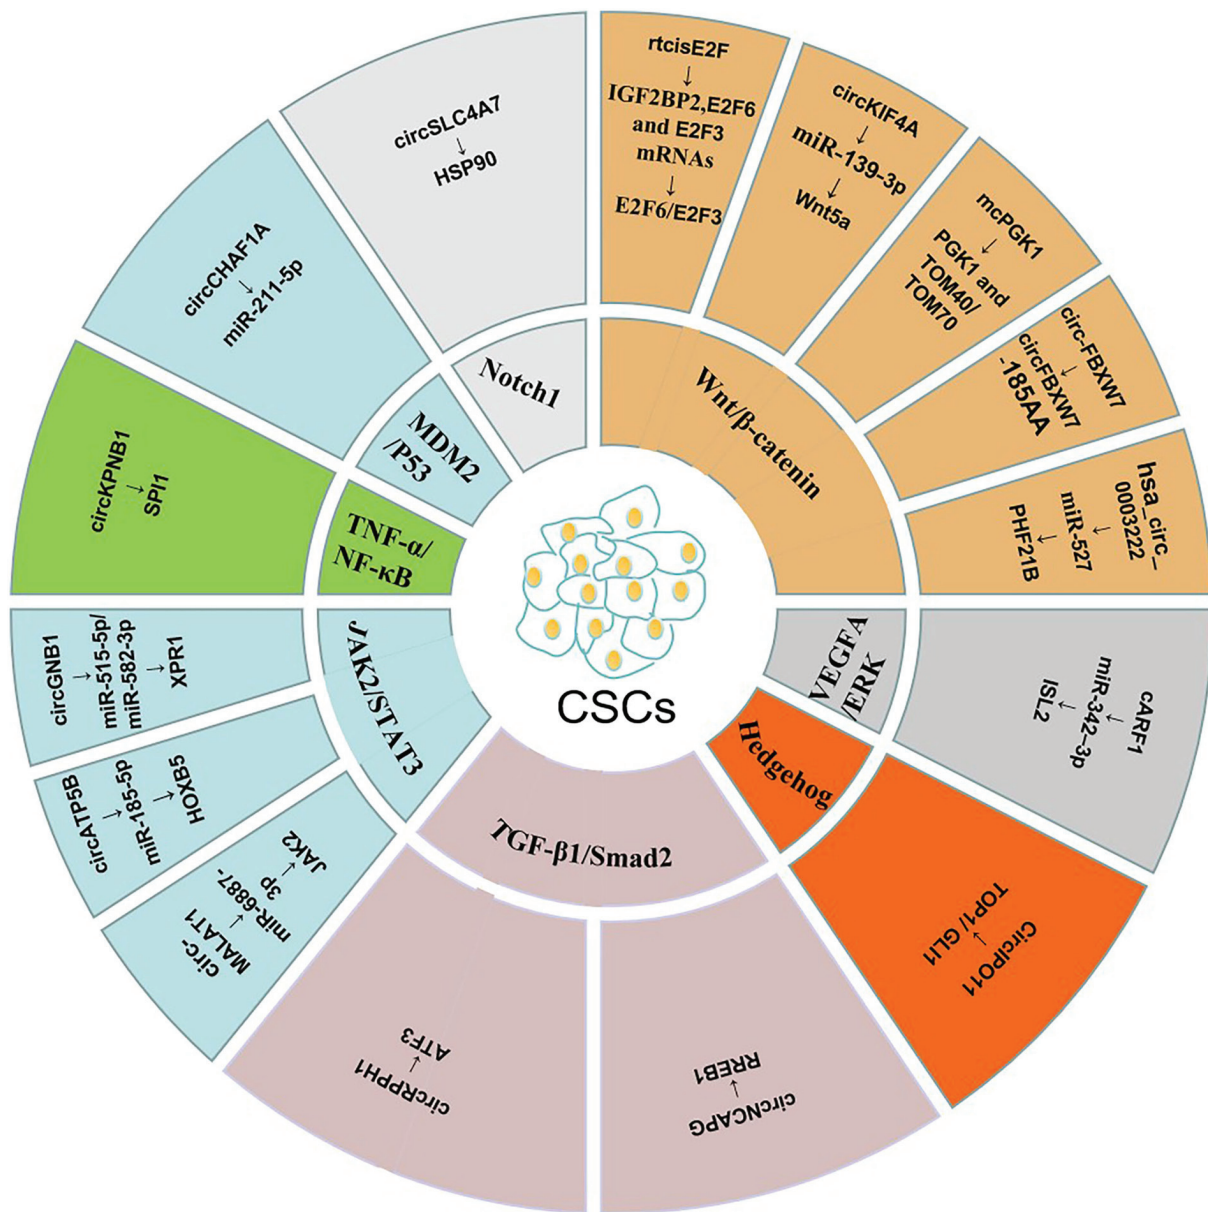 rtcisE2F
↓
IGF2BP2,E2F6
and E2F3
mRNAs
↓
E2F6/E2F3
circKIF4A
↓
miR-139-3p
↓
Wnt5a
mcPGK1
↓
PGK1 and
TOM40/
TOM70
circ-FBXW7
↓
circFBXW7
-185AA
hsa_circ_
0003222
↓
miR-527
↓
PHF21B
Wnt/β-catenin
cARF1
↓
miR-342-3p
↓
ISL2
VEGFA
/ERK
CircIPO11
↓
TOP1/ GLI1
Hedgehog
circNCAPG
↓
RREB1
circRPPH1
↓
ATF3
TGF-β1/Smad2
circ-
MALAT1
↓
miR-6887-
3p
↓
JAK2
circATP5B
↓
miR-185-5p
↓
HOXB5
circGNB1
↓
miR-515-5p/
miR-582-3p
↓
XPR1
JAK2/STAT3
circKPNB1
↓
SPI1
TNF-α/
NF-κB
circCHAF1A
↓
miR-211-5p
MDM2
/P53
circSLC4A7
↓
HSP90
Notch1
CSCs